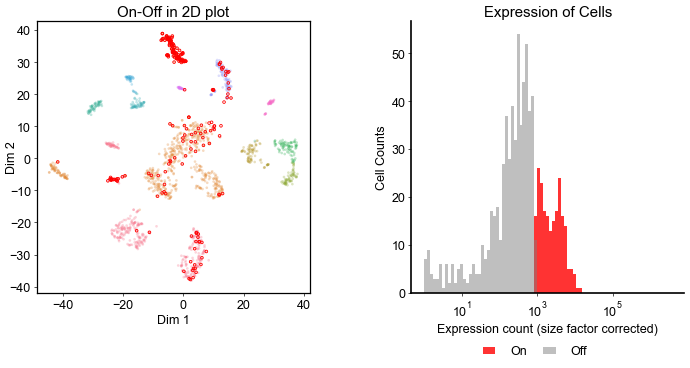 On-Off in 2D plot
Dim 2
40
30
20
10
0
−10
−20
−30
−40
−40
−20
0
20
40
Dim 1
Expression of Cells
Cell Counts
50
40
30
20
10
0
10^1
10^3
10^5
Expression count (size factor corrected)
On
Off